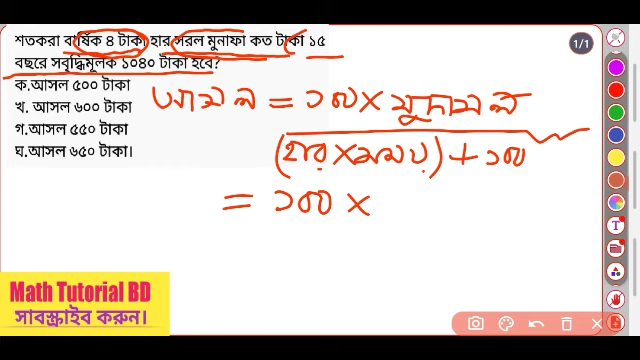 শতকরা বার্ষিক ৪ টাকা হার সরল মুনাফা কত টাকা ১৫
বছরে সবৃদ্ধিমূলক ১০৪০ টাকা হবে?
ক.আসল ৫০০ টাকা
খ. আসল ৬০০ টাকা
গ.আসল ৫৫০ টাকা
ঘ.আসল ৬৫০ টাকা।
আসল = ১০০ × মুদাসল
(হার × সময়) + ১০০
= ১০০ ×
1/1
T
Math Tutorial BD
সাবস্ক্রাইব করুন।